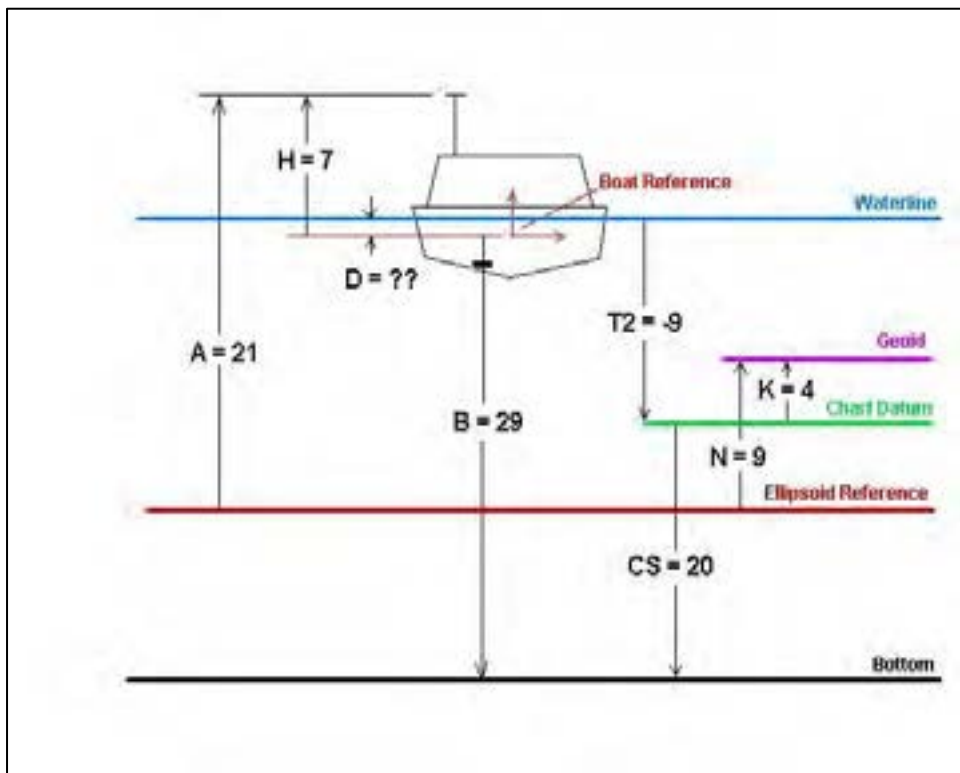 H = 7
Boat Reference
Waterline
D = ??
T2 = -9
A = 21
Geoid
K = 4
B = 29
Chart Datum
N = 9
Ellipsoid Reference
CS = 20
Bottom